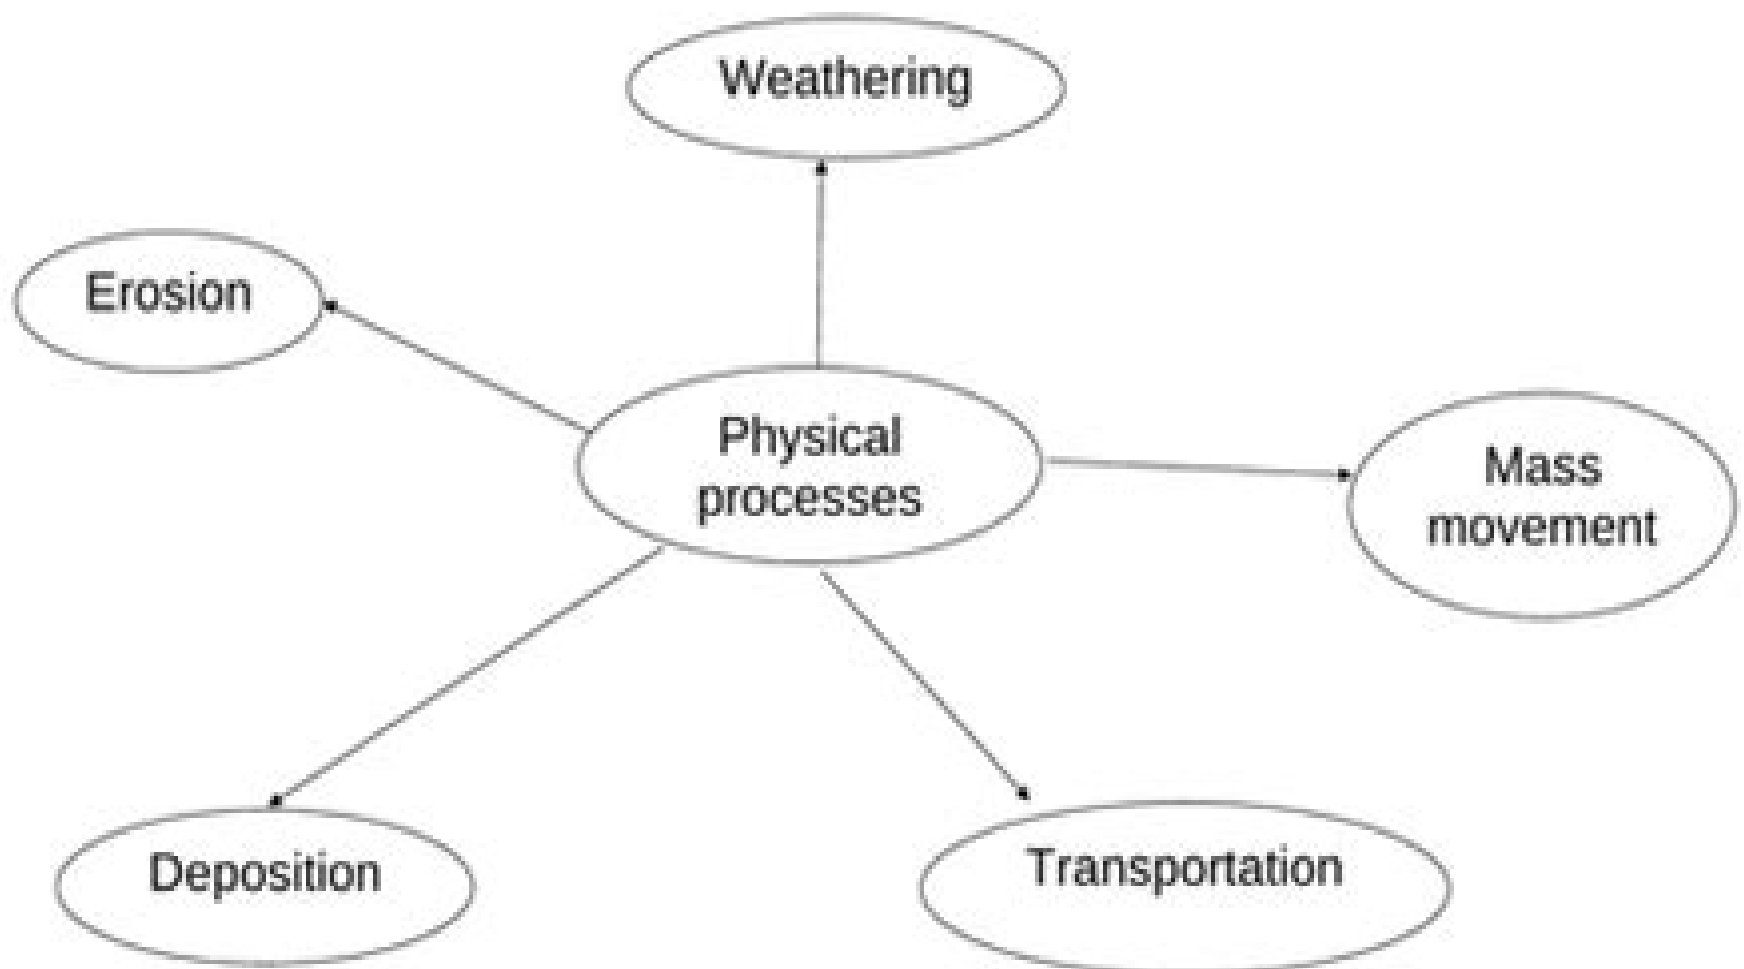 Weathering
Erosion
Physical
processes
Mass
movement
Deposition
Transportation